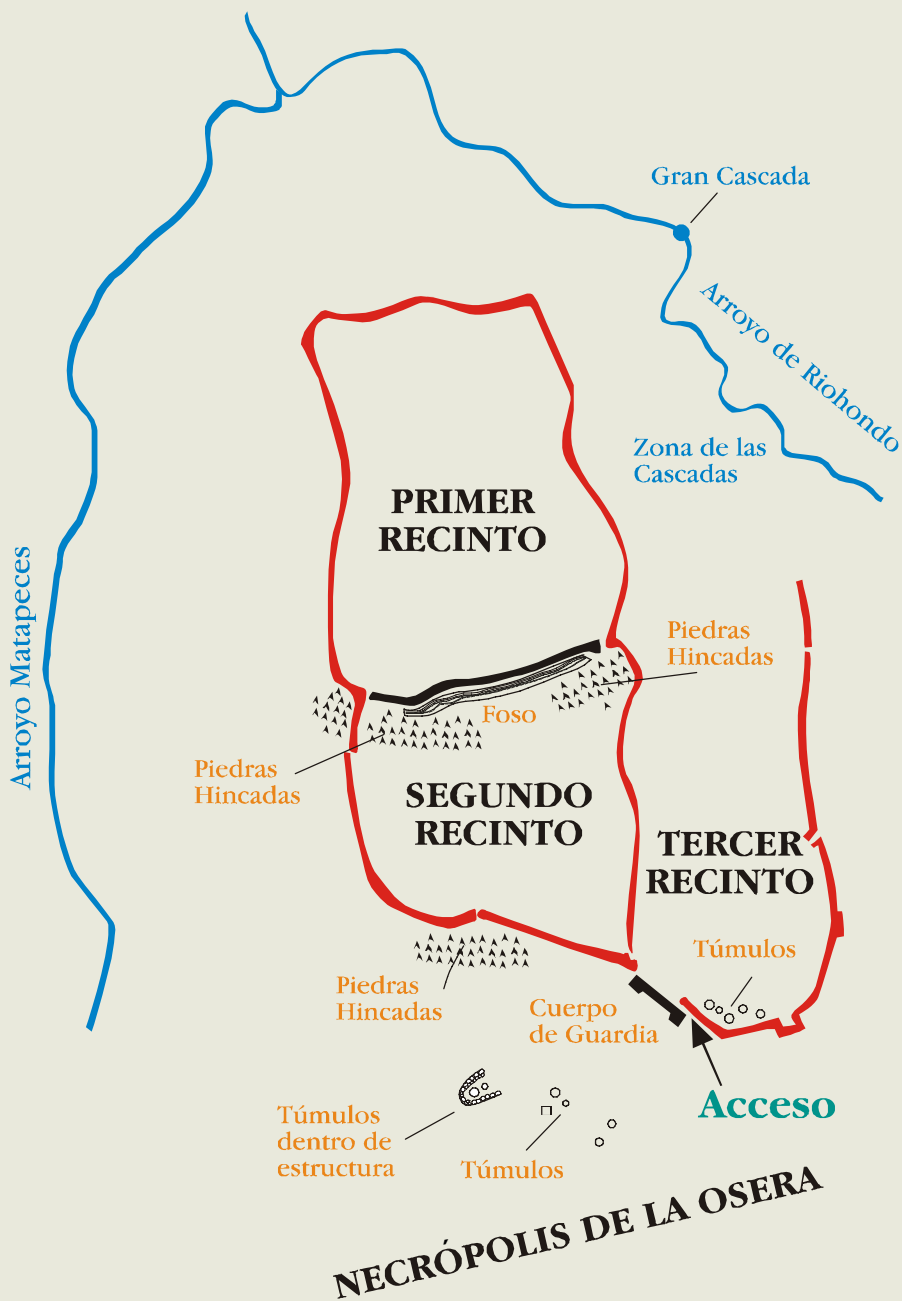 Gran Cascada
Arroyo de Riohondo
Zona de las
Cascadas
PRIMER
RECINTO
Arroyo Matapeces
Piedras
Hincadas
Foso
Piedras
Hincadas
SEGUNDO
RECINTO
TERCER
RECINTO
Túmulos
Piedras
Hincadas
Cuerpo
de Guardia
Acceso
Túmulos
dentro de
estructura
Túmulos
NECRÓPOLIS DE LA OSERA